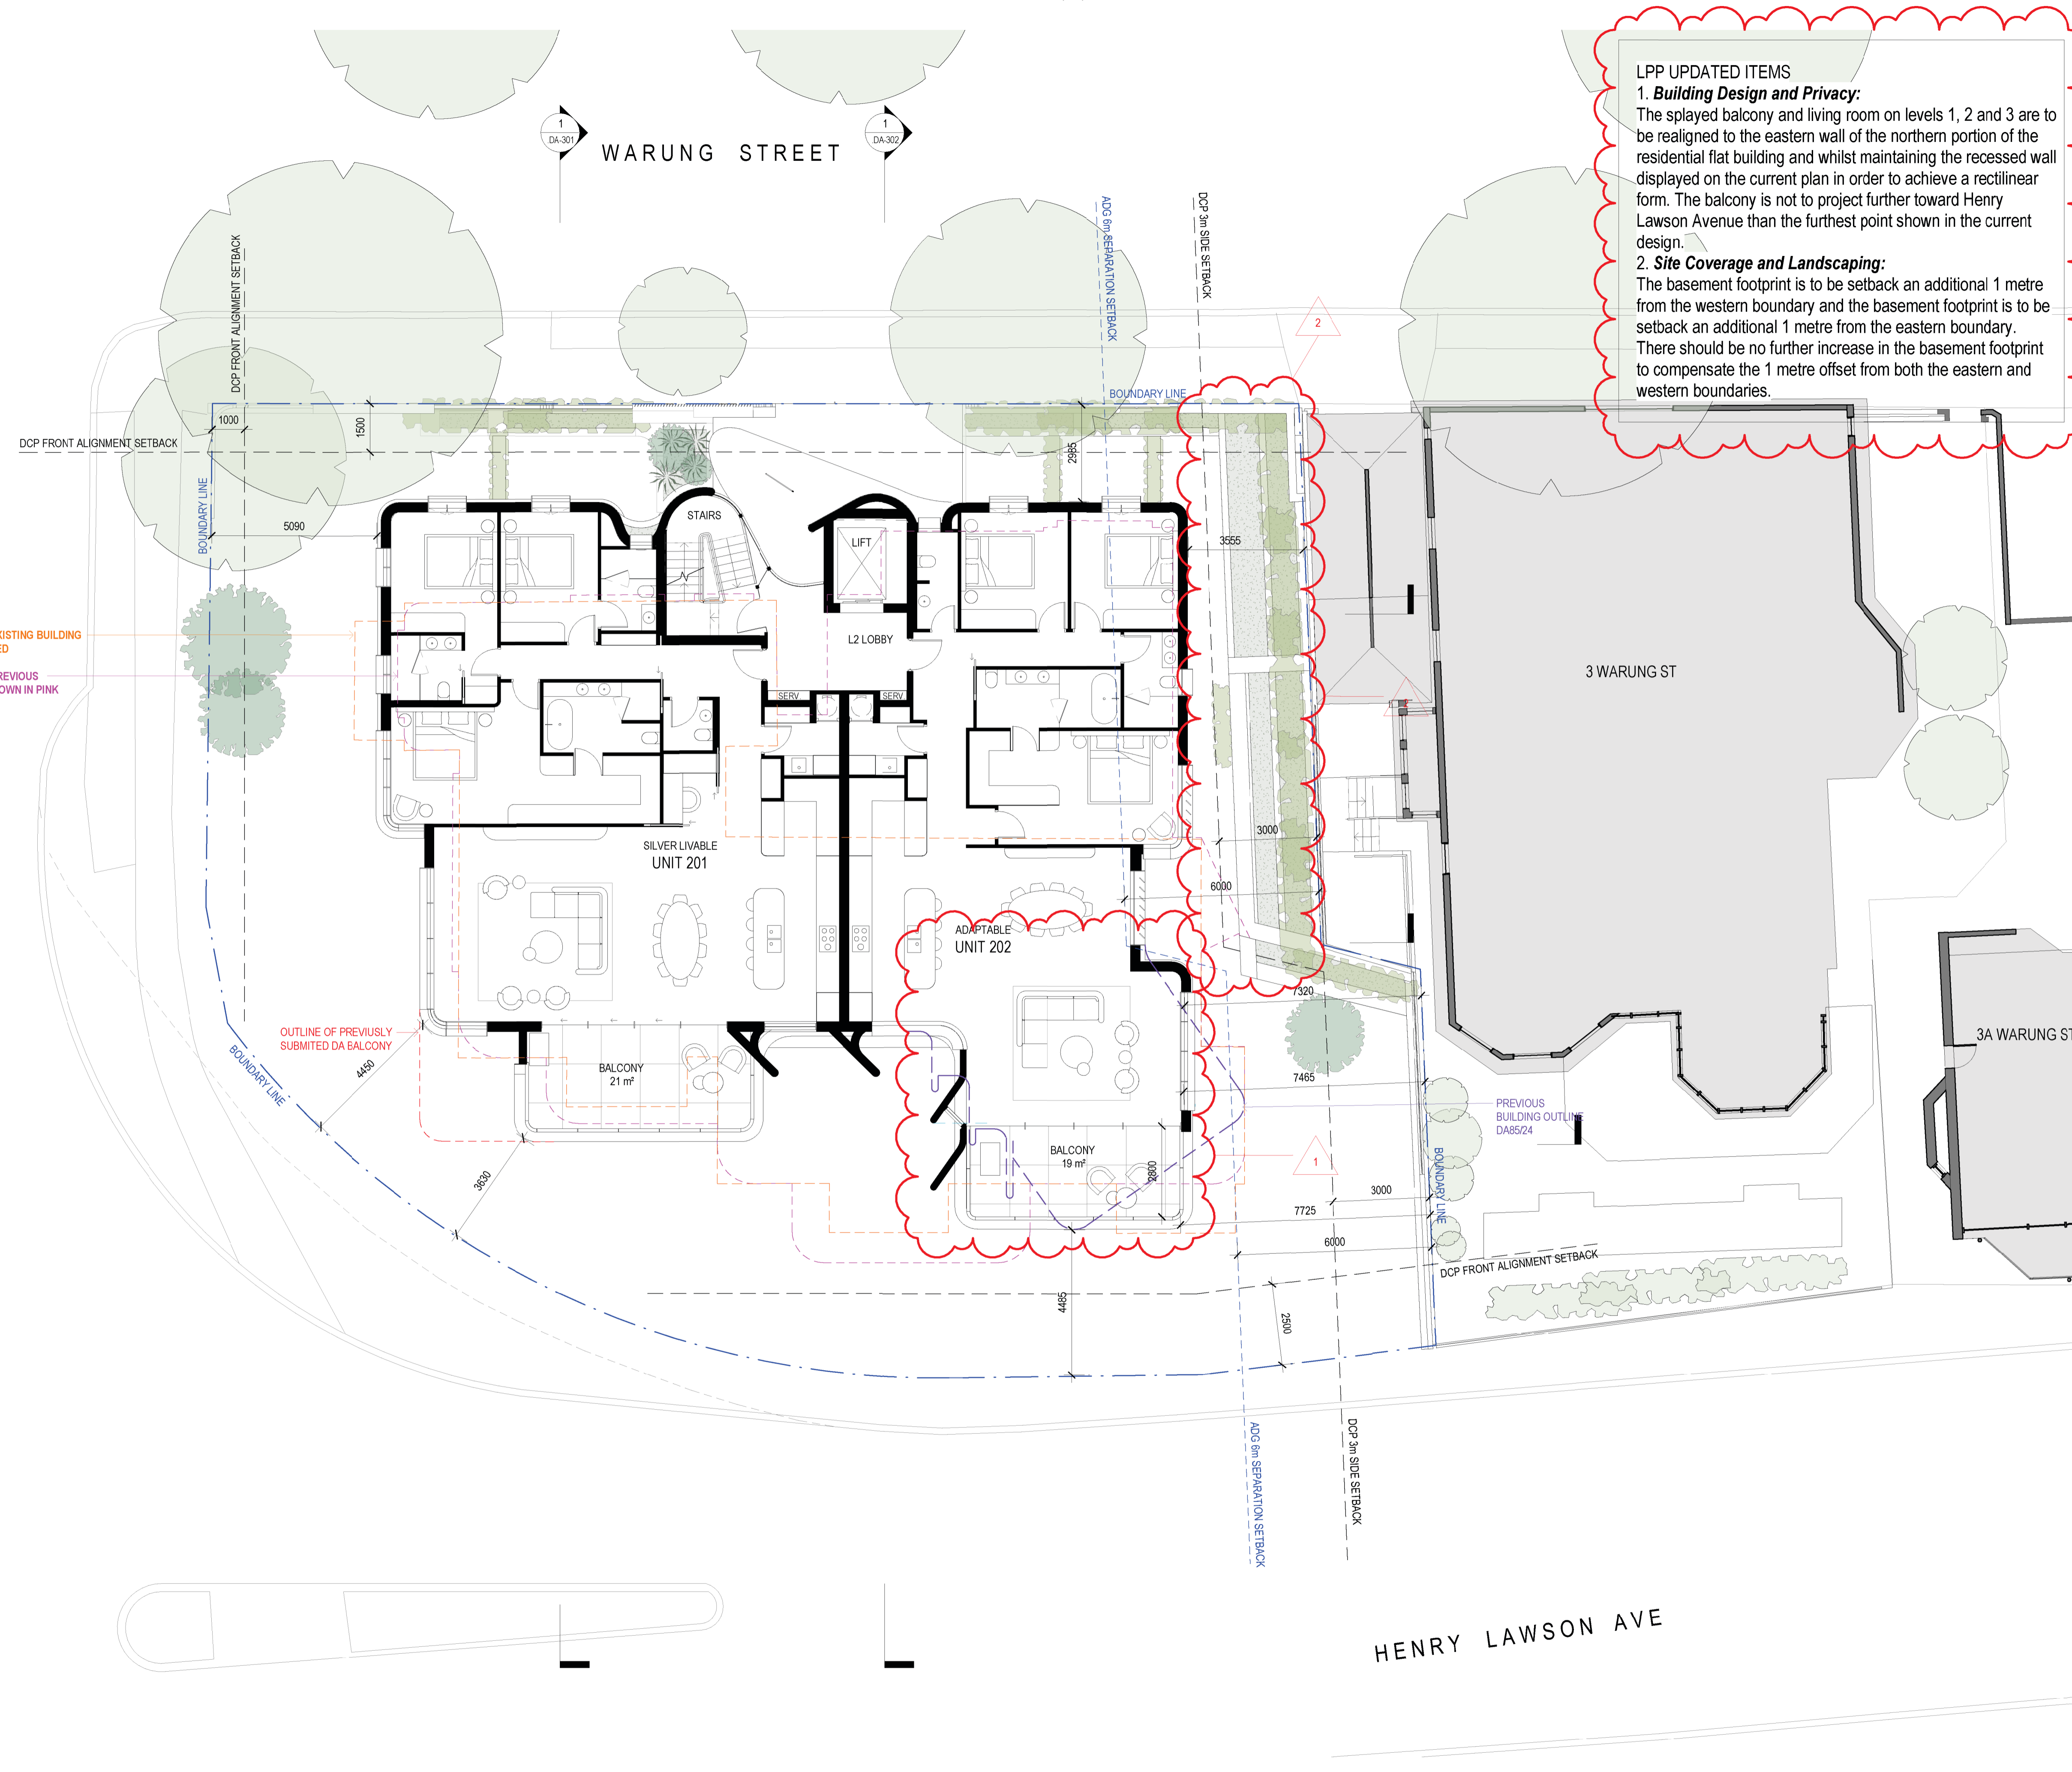 LPP UPDATED ITEMS
1. Building Design and Privacy:
The splayed balcony and living room on levels 1, 2 and 3 are to
be realigned to the eastern wall of the northern portion of the
residential flat building and whilst maintaining the recessed wall
displayed on the current plan in order to achieve a rectilinear
form. The balcony is not to project further toward Henry
Lawson Avenue than the furthest point shown in the current
design.
2. Site Coverage and Landscaping:
The basement footprint is to be setback an additional 1 metre
from the western boundary and the basement footprint is to be
setback an additional 1 metre from the eastern boundary.
There should be no further increase in the basement footprint
to compensate the 1 metre offset from both the eastern and
western boundaries.
1
DA-301
WARUNG STREET
1
DA-302
ADG 6m SEPARATION SETBACK
DCP 3m SIDE SETBACK
DCP FRONT ALIGNMENT SETBACK
2
BOUNDARY LINE
1000
1500
2985
DCP FRONT ALIGNMENT SETBACK
BOUNDARY LINE
5090
STAIRS
LIFT
3555
L2 LOBBY
XISTING BUILDING
ED
REVIOUS
OWN IN PINK
SERV
SERV
3 WARUNG ST
3000
SILVER LIVABLE
UNIT 201
6000
ADAPTABLE
UNIT 202
7320
OUTLINE OF PREVIUSLY
SUBMITED DA BALCONY
BOUNDARY LINE
4450
BALCONY
21 m²
7465
PREVIOUS
BUILDING OUTLINE
DA85/24
3A WARUNG ST
BALCONY
19 m²
2800
1
BOUNDARY LINE
3630
3000
7725
6000
DCP FRONT ALIGNMENT SETBACK
4485
2500
ADG 6m SEPARATION SETBACK
DCP 3m SIDE SETBACK
HENRY LAWSON AVE